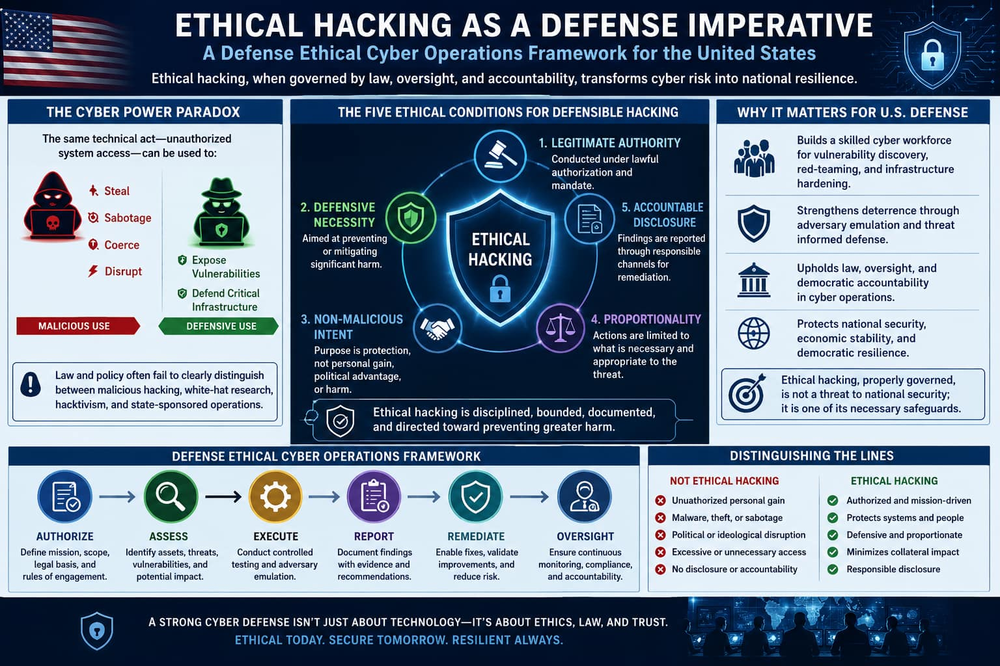 ETHICAL HACKING AS A DEFENSE IMPERATIVE
A Defense Ethical Cyber Operations Framework for the United States
Ethical hacking, when governed by law, oversight, and accountability, transforms cyber risk into national resilience.
THE CYBER POWER PARADOX
The same technical act—unauthorized
system access—can be used to:
Steal
Sabotage
Coerce
Disrupt
MALICIOUS USE
Expose
Vulnerabilities
Defend Critical
Infrastructure
DEFENSIVE USE
Law and policy often fail to clearly distinguish
between malicious hacking, white-hat research,
hacktivism, and state-sponsored operations.
THE FIVE ETHICAL CONDITIONS FOR DEFENSIBLE HACKING
ETHICAL
HACKING
1. LEGITIMATE AUTHORITY
Conducted under lawful
authorization and
mandate.
2. DEFENSIVE
NECESSITY
Aimed at preventing
or mitigating
significant harm.
3. NON-MALICIOUS
INTENT
Purpose is protection,
not personal gain,
political advantage,
or harm.
4. PROPORTIONALITY
Actions are limited to
what is necessary and
appropriate to the
threat.
5. ACCOUNTABLE
DISCLOSURE
Findings are reported
through responsible
channels for
remediation.
Ethical hacking is disciplined, bounded, documented,
and directed toward preventing greater harm.
WHY IT MATTERS FOR U.S. DEFENSE
Builds a skilled cyber workforce
for vulnerability discovery,
red-teaming, and infrastructure
hardening.
Strengthens deterrence through
adversary emulation and threat
informed defense.
Upholds law, oversight, and
democratic accountability
in cyber operations.
Protects national security,
economic stability, and
democratic resilience.
Ethical hacking, properly governed,
is not a threat to national security;
it is one of its necessary safeguards.
DEFENSE ETHICAL CYBER OPERATIONS FRAMEWORK
AUTHORIZE
Define mission, scope,
legal basis, and
rules of engagement.
ASSESS
Identify assets, threats,
vulnerabilities, and
potential impact.
EXECUTE
Conduct controlled
testing and adversary
emulation.
REPORT
Document findings
with evidence and
recommendations.
REMEDIATE
Enable fixes, validate
improvements, and
reduce risk.
OVERSIGHT
Ensure continuous
monitoring, compliance,
and accountability.
DISTINGUISHING THE LINES
NOT ETHICAL HACKING
Unuathorized personal gain
Malware, theft, or sabotage
Political or ideological disruption
Excessive or unnecessary access
No disclosure or accountability
ETHICAL HACKING
Authorized and mission-driven
Protects systems and people
Defensive and proportionate
Minimizes collateral impact
Responsible disclosure
A STRONG CYBER DEFENSE ISN'T JUST ABOUT TECHNOLOGY—IT'S ABOUT ETHICS, LAW, AND TRUST.
ETHICAL TODAY. SECURE TOMORROW. RESILIENT ALWAYS.